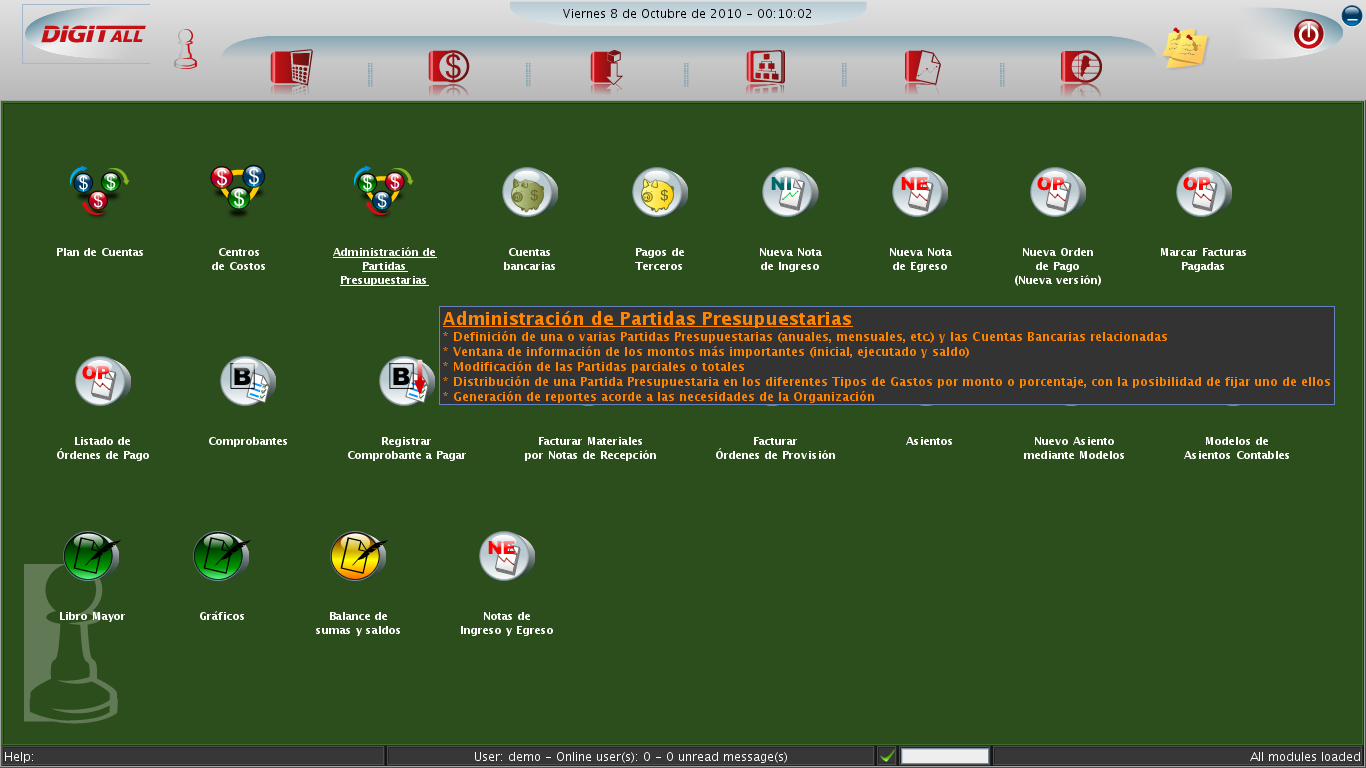 Viernes 8 de Octubre de 2010 - 00:10:02
DIGITALL
$
$ $ $
$ $ $
$ $ $
$
$
NI
NE
OP
OP
Plan de Cuentas
Centros
de Costos
Administración de
Partidas
Presupuestarias
Cuentas
bancarias
Pagos de
Terceros
Nueva Nota
de Ingreso
Nueva Nota
de Egreso
Nueva Orden
de Pago
(Nueva versión)
Marcar Facturas
Pagadas
Administración de Partidas Presupuestarias
* Definición de una o varias Partidas Presupuestarias (anuales, mensuales, etc.) y las Cuentas Bancarias relacionadas
* Ventana de información de los montos más importantes (inicial, ejecutado y saldo)
* Modificación de las Partidas parciales o totales
* Distribución de una Partida Presupuestaria en los diferentes Tipos de Gastos por monto o porcentaje, con la posibilidad de fijar uno de ellos
* Generación de reportes acorde a las necesidades de la Organización
OP
B
B
Listado de
Órdenes de Pago
Comprobantes
Registrar
Comprobante a Pagar
Facturar Materiales
por Notas de Recepción
Facturar
Órdenes de Provisión
Asientos
Nuevo Asiento
mediante Modelos
Modelos de
Asientos Contables
NE
Libro Mayor
Gráficos
Balance de
sumas y saldos
Notas de
Ingreso y Egreso
Help:
User: demo - Online user(s): 0 - 0 unread message(s)
All modules loaded